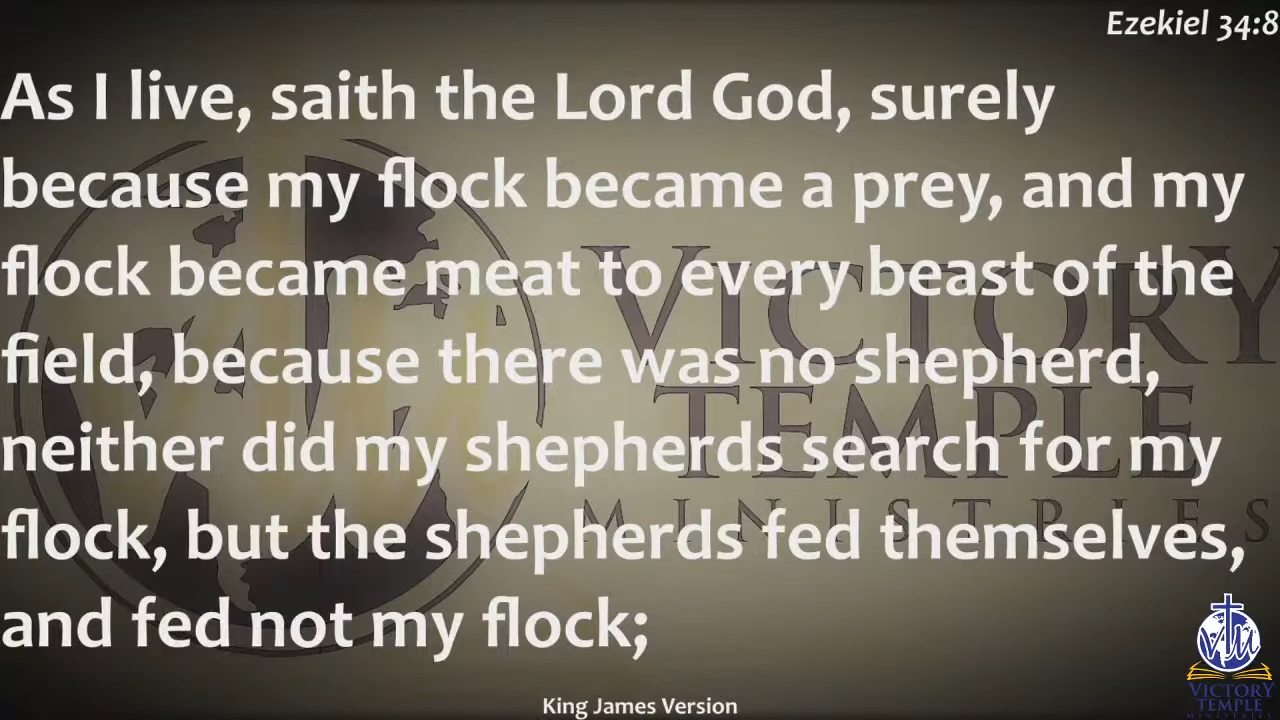 Ezekiel 34:8
As I live, saith the Lord God, surely
because my flock became a prey, and my
flock became meat to every beast of the
field, because there was no shepherd,
neither did my shepherds search for my
flock, but the shepherds fed themselves,
and fed not my flock;
VICTORY
TEMPLE
MINISTRIES
King James Version
VTM
VICTORY
TEMPLE
MINISTRIES